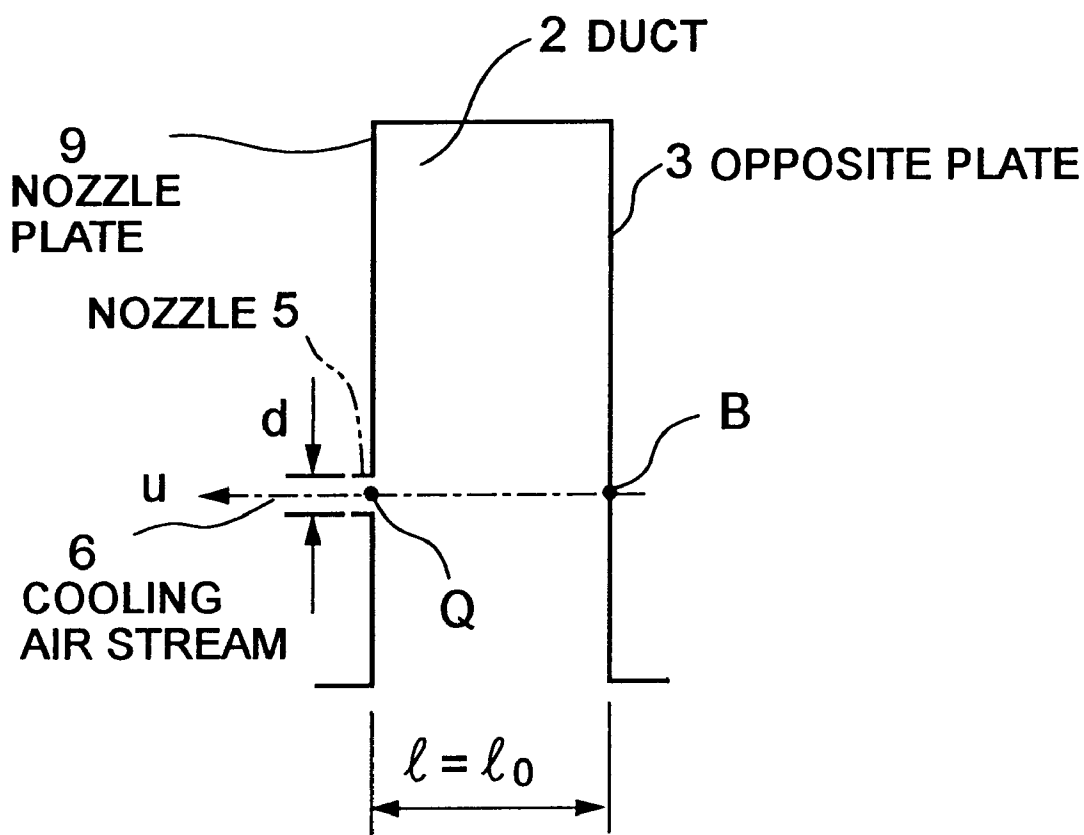 2 DUCT
9
NOZZLE
PLATE
3 OPPOSITE PLATE
NOZZLE 5
d
B
u
6
COOLING
AIR STREAM
Q
ℓ = ℓ₀